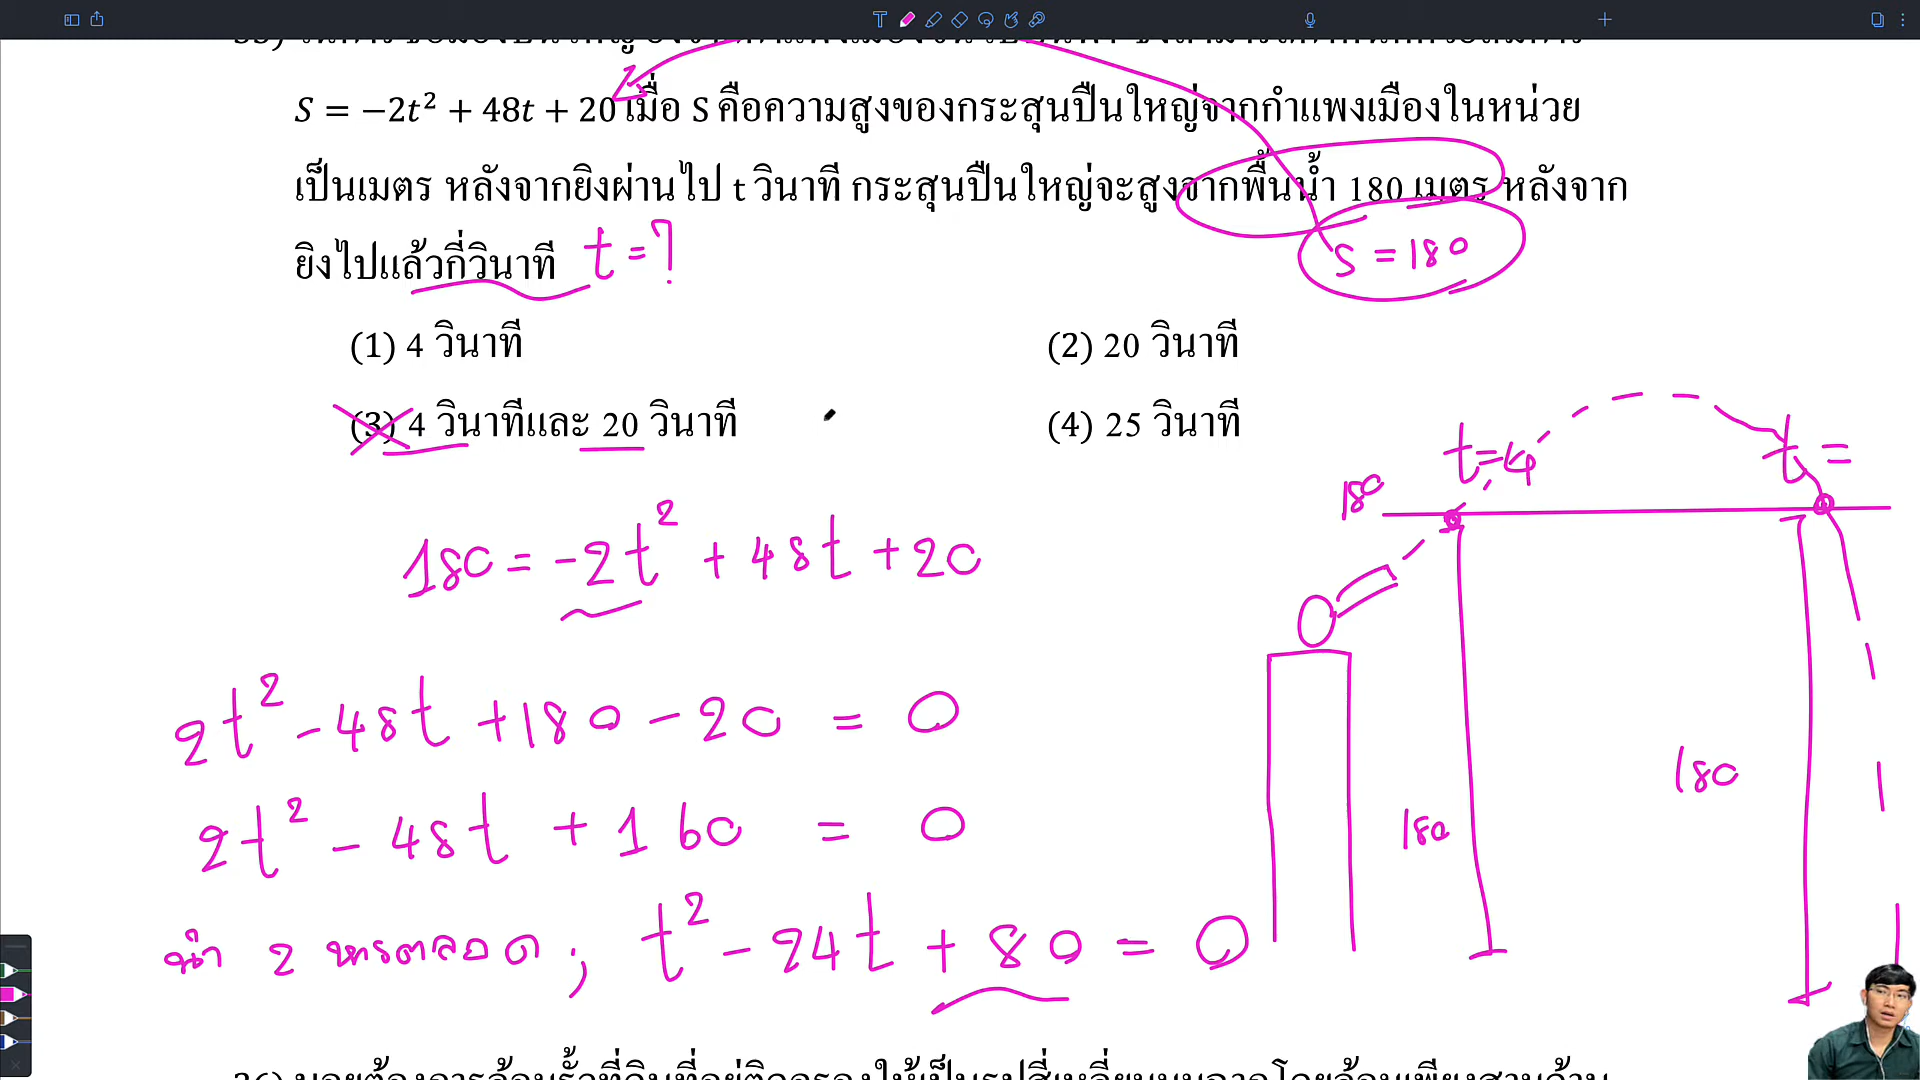 S = −2t² + 48t + 20 เมื่อ S คือความสูงของกระสุนปืนใหญ่จากกำแพงเมืองในหน่วย
เป็นเมตร หลังจากยิงผ่านไป t วินาที กระสุนปืนใหญ่จะสูงจากพื้นน้ำ 180 เมตร หลังจาก
ยิงไปแล้วกี่วินาที t = ?
S = 180
(1) 4 วินาที (2) 20 วินาที
(3) 4 วินาทีและ 20 วินาที (4) 25 วินาที
t = 4 t =
180
180 = -2t² + 48t + 20
2t² - 48t + 180 - 20 = 0
180
2t² - 48t + 160 = 0
180
นำ 2 หารตลอด ; t² - 24t + 80 = 0